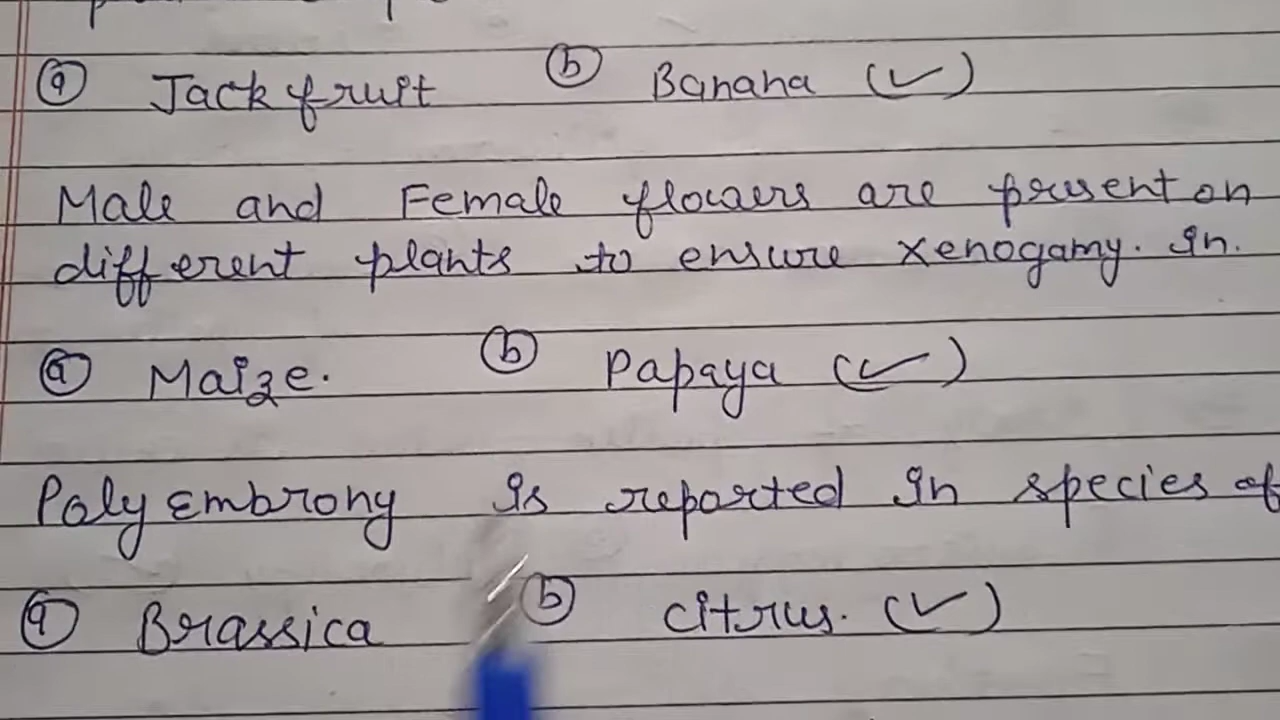 ⓐ Jackfruit ⓑ Banana (✓)
Male and Female flowers are present on
different plants to ensure xenogamy. In.
ⓐ Maize. ⓑ Papaya (✓)
Polyembrony is reported in species of
ⓐ Brassica ⓑ citrus. (✓)